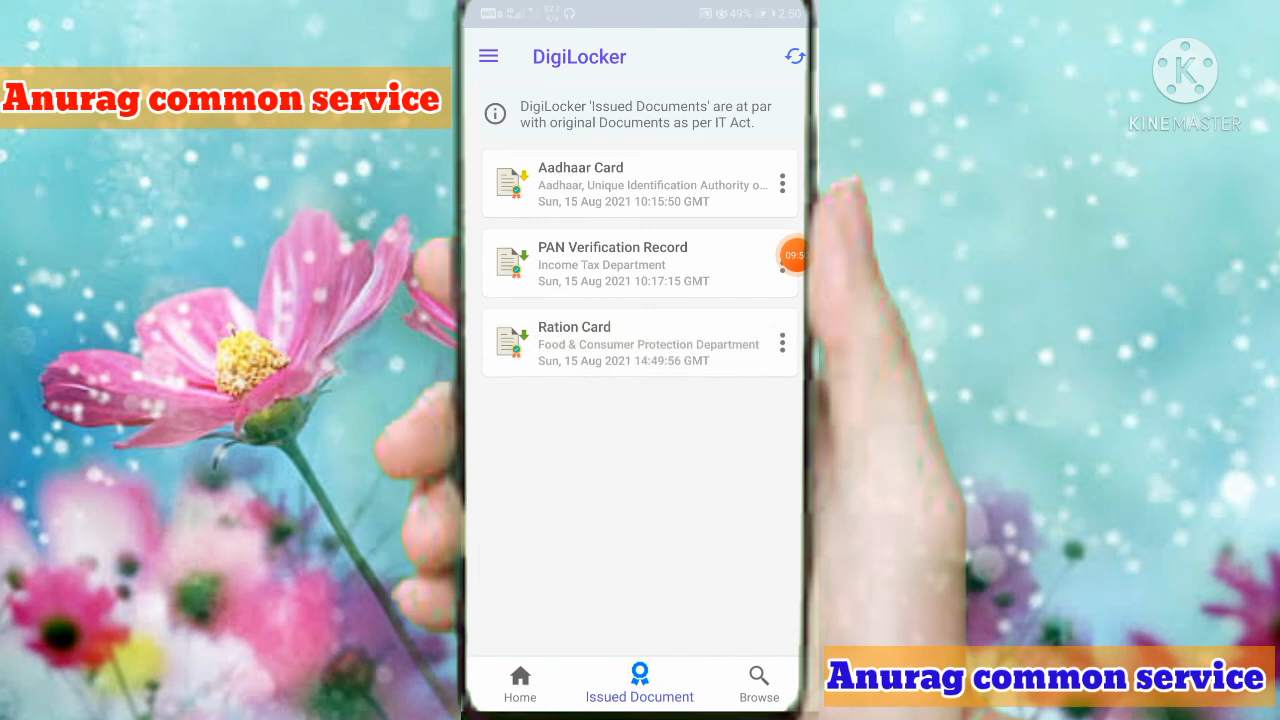 49% 2:50
DigiLocker
Anurag common service
KINEMASTER
DigiLocker 'Issued Documents' are at par
with original Documents as per IT Act.
Aadhaar Card
Aadhaar, Unique Identification Authority o...
Sun, 15 Aug 2021 10:15:50 GMT
PAN Verification Record
Income Tax Department
Sun, 15 Aug 2021 10:17:15 GMT
Ration Card
Food & Consumer Protection Department
Sun, 15 Aug 2021 14:49:56 GMT
Home
Issued Document
Browse
Anurag common service